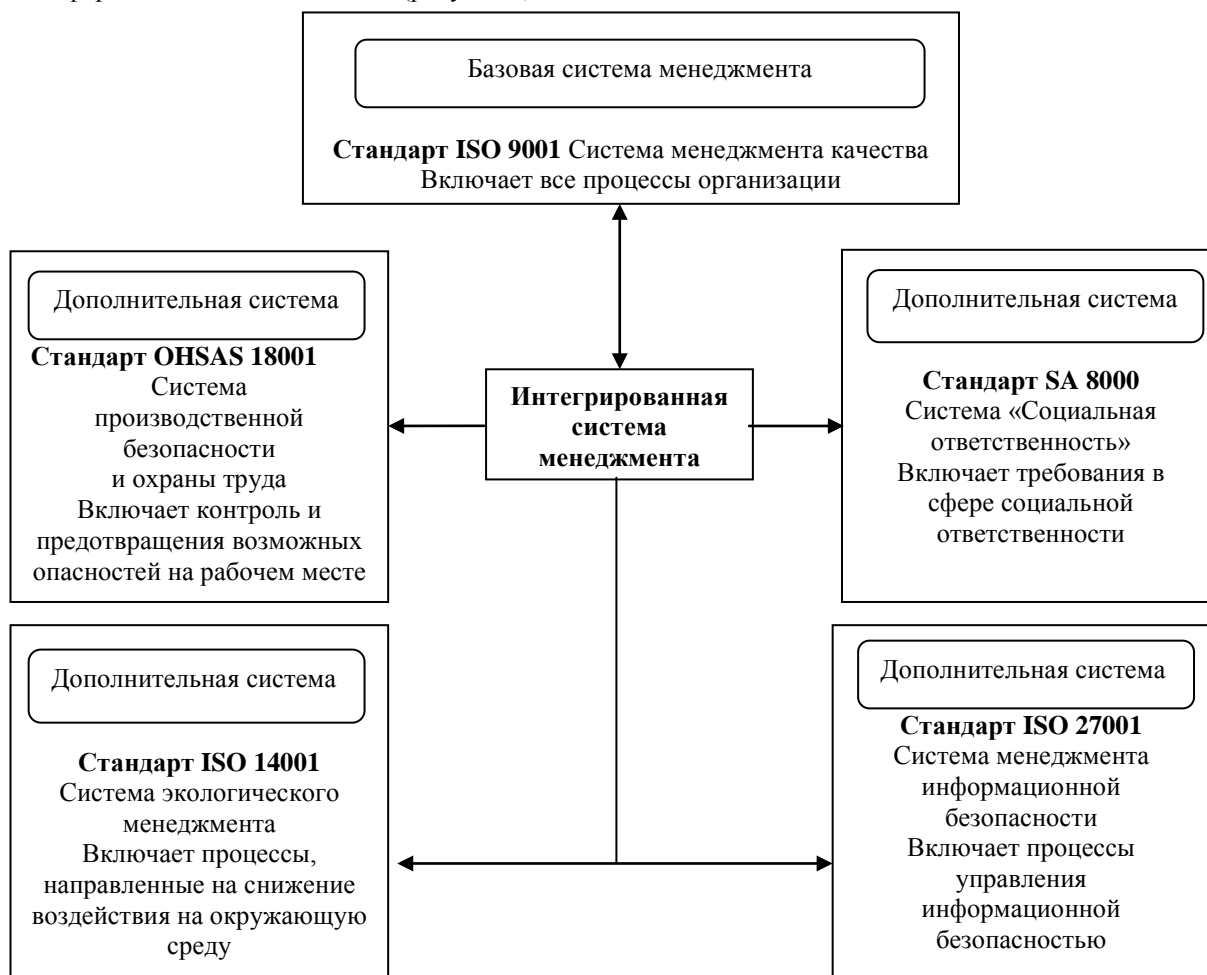 Базовая система менеджмента
Стандарт ISO 9001 Система менеджмента качества
Включает все процессы организации
Дополнительная система
Стандарт OHSAS 18001
Система
производственной
безопасности
и охраны труда
Включает контроль и
предотвращения возможных
опасностей на рабочем месте
Интегрированная
система
менеджмента
Дополнительная система
Стандарт SA 8000
Система «Социальная
ответственность»
Включает требования в
сфере социальной
ответственности
Дополнительная система
Стандарт ISO 14001
Система экологического
менеджмента
Включает процессы,
направленные на снижение
воздействия на окружающую
среду
Дополнительная система
Стандарт ISO 27001
Система менеджмента
информационной
безопасности
Включает процессы
управления
информационной
безопасностью